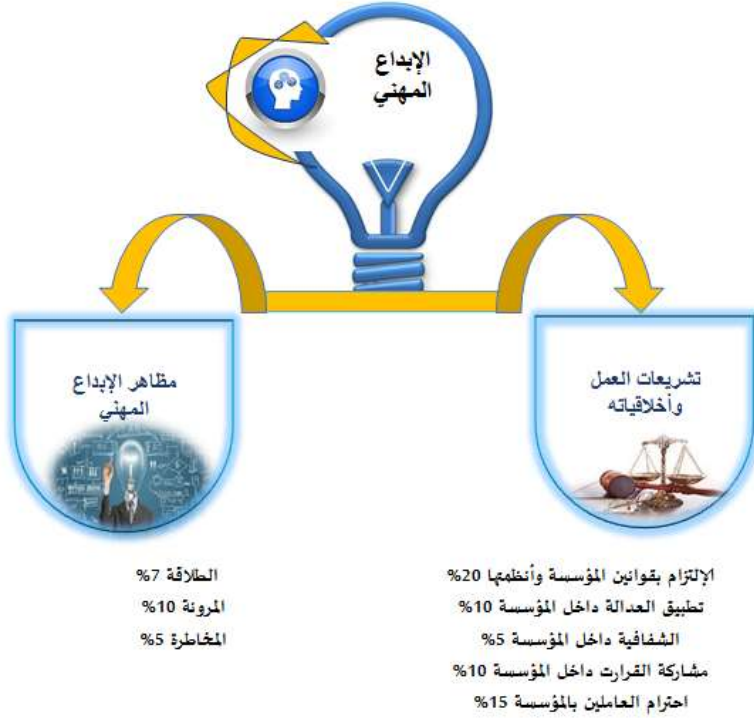 الإبداع
المهني
تشريعات العمل
وأخلاقياته
مظاهر الإبداع
المهني
الإلتزام بقوانين المؤسسة وأنظمتها 20%
تطبيق العدالة داخل المؤسسة 10%
الشفافية داخل المؤسسة 5%
مشاركة القرارت داخل المؤسسة 10%
احترام العاملين بالمؤسسة 15%
الطلاقة 7%
المرونة 10%
المخاطرة 5%